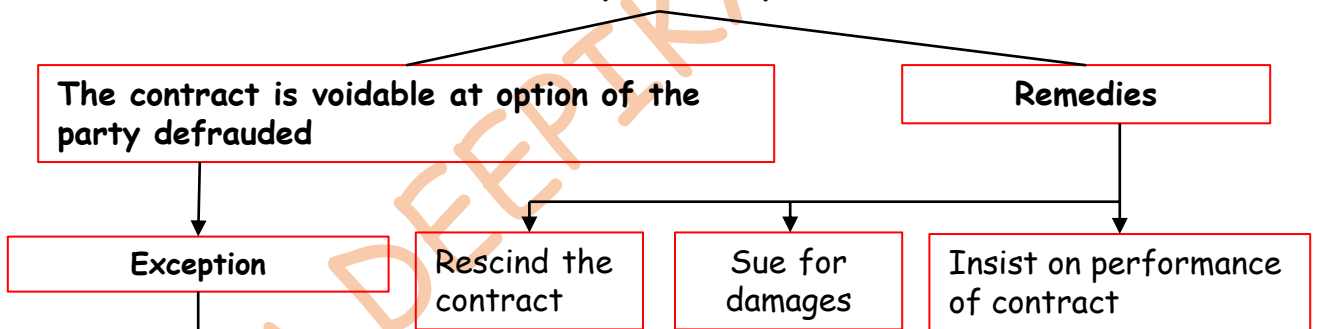 The contract is voidable at option of the
party defrauded
Remedies
Exception
Rescind the
contract
Sue for
damages
Insist on performance
of contract
DEEPIKA